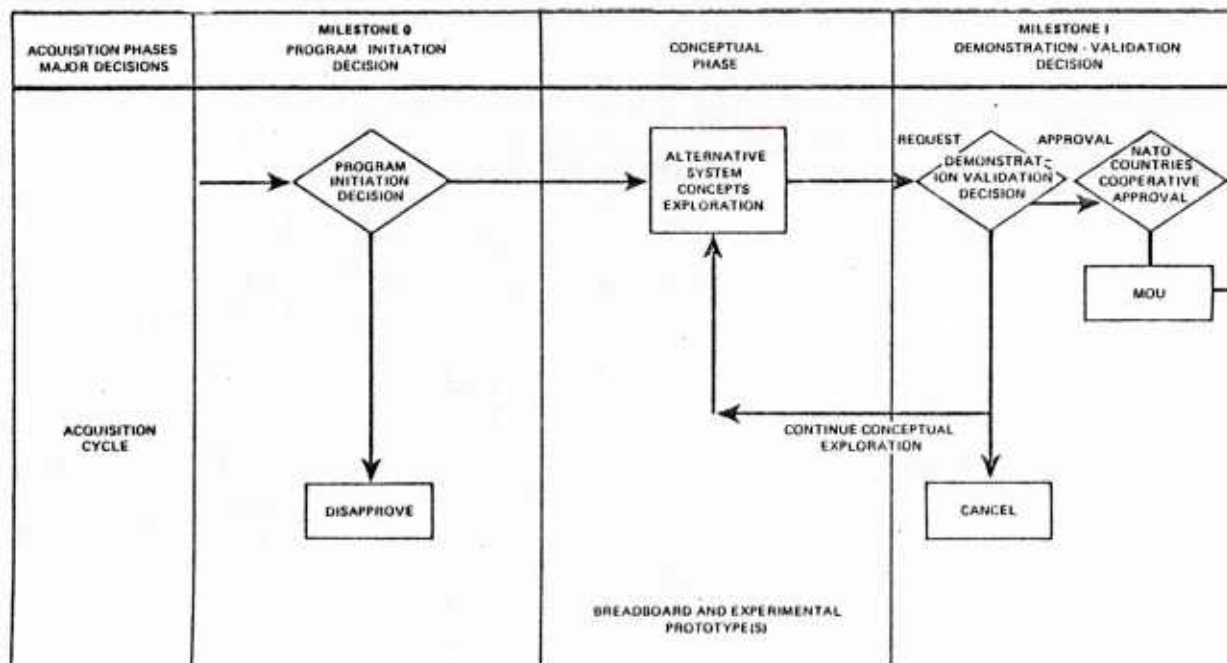 ACQUISITION PHASES
MAJOR DECISIONS
MILESTONE 0
PROGRAM INITIATION
DECISION
CONCEPTUAL
PHASE
MILESTONE I
DEMONSTRATION - VALIDATION
DECISION
PROGRAM
INITIATION
DECISION
ALTERNATIVE
SYSTEM
CONCEPTS
EXPLORATION
REQUEST
APPROVAL
DEMONSTRAT-
ION VALIDATION
DECISION
NATO
COUNTRIES
COOPERATIVE
APPROVAL
MOU
ACQUISITION
CYCLE
CONTINUE CONCEPTUAL
EXPLORATION
DISAPPROVE
CANCEL
BREADBOARD AND EXPERIMENTAL
PROTOTYPE(S)